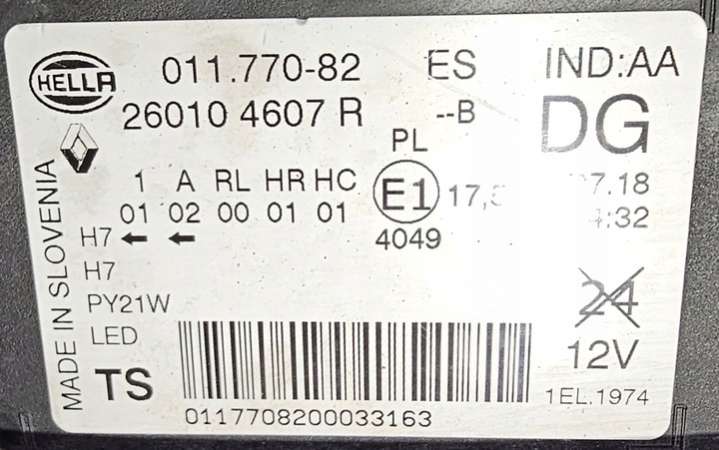 HELLA 011.770-82 ES IND:AA
26010 4607 R --B DG
PL
1 A RL HR HC E1
01 02 00 01 01 4049
H7 ← ←
H7
PY21W
LED
TS
MADE IN SLOVENIA
24
12V
1EL.1974
0117708200033163